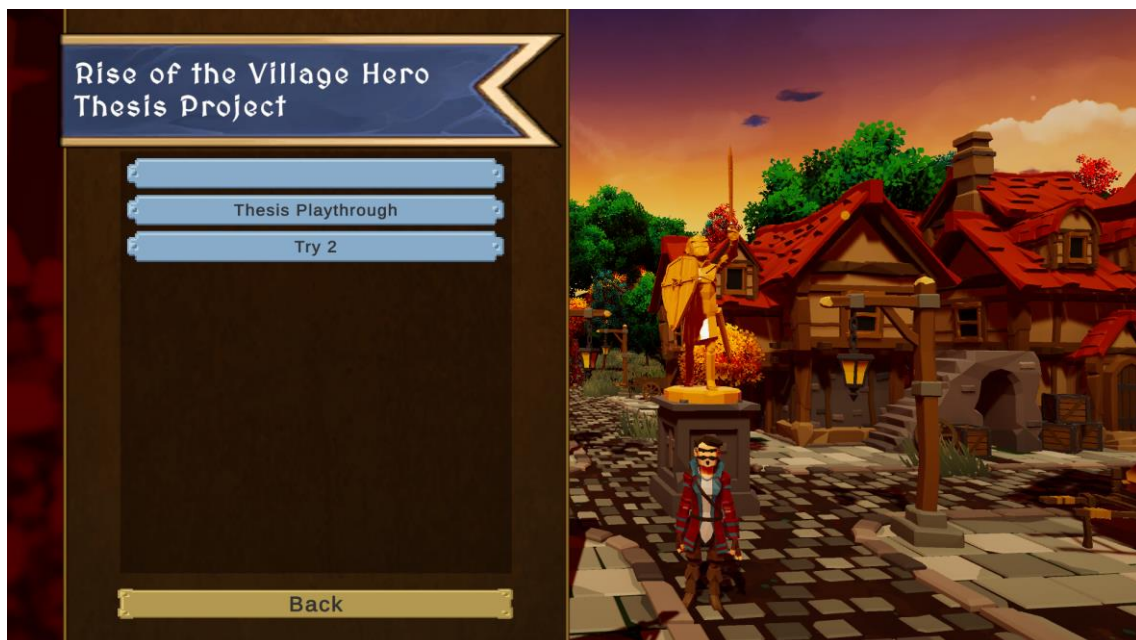 Rise of the Village Hero
Thesis Project
Thesis Playthrough
Try 2
Back